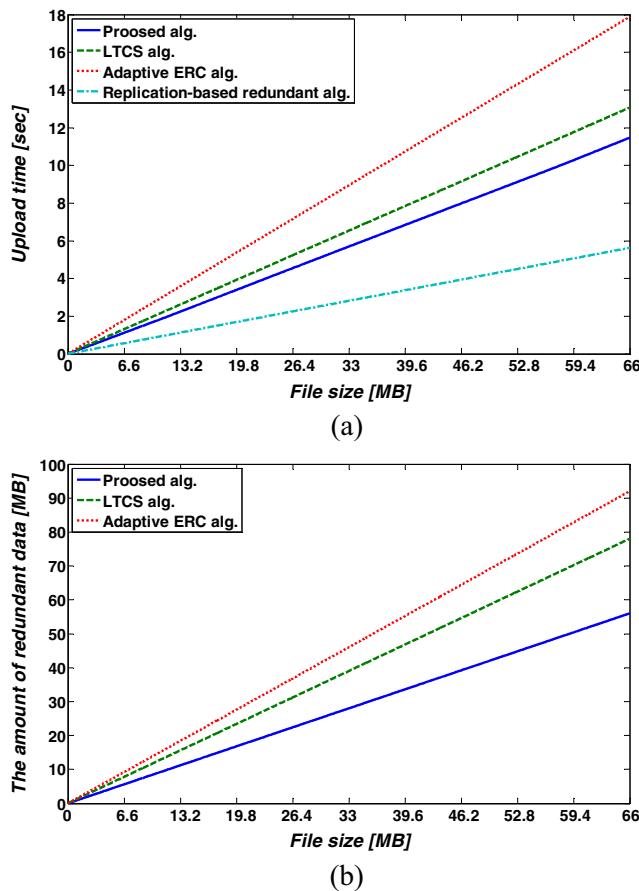 18
16
14
12
10
8
6
4
2
0
Upload time [sec]
Proosed alg.
LTCS alg.
Adaptive ERC alg.
Replication-based redundant alg.
0 6.6 13.2 19.8 26.4 33 39.6 46.2 52.8 59.4 66
File size [MB]
(a)
100
90
80
70
60
50
40
30
20
10
0
The amount of redundant data [MB]
Proosed alg.
LTCS alg.
Adaptive ERC alg.
0 6.6 13.2 19.8 26.4 33 39.6 46.2 52.8 59.4 66
File size [MB]
(b)